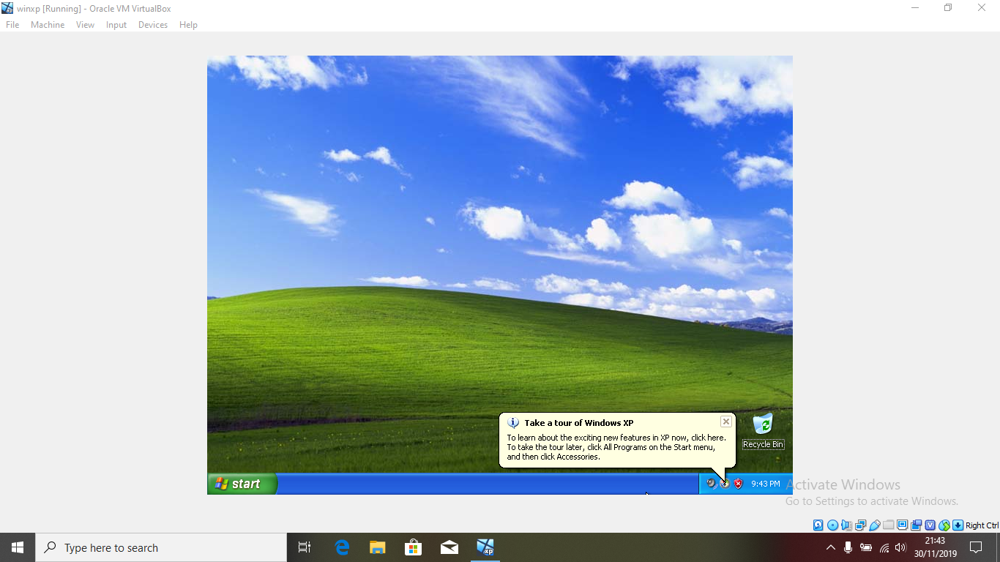 winxp [Running] - Oracle VM VirtualBox
File Machine View Input Devices Help
Take a tour of Windows XP
To learn about the exciting new features in XP now, click here.
To take the tour later, click All Programs on the Start menu,
and then click Accessories.
Recycle Bin
start
9:43 PM
Activate Windows
Go to Settings to activate Windows.
Right Ctrl
Type here to search
xp
21:43
30/11/2019